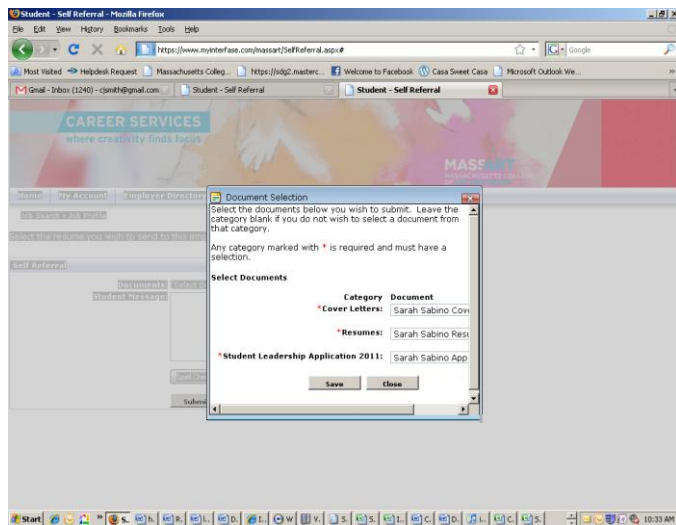 Student - Self Referral - Mozilla Firefox
File Edit View History Bookmarks Tools Help
https://www.myinterfase.com/massart/SelfReferral.aspx#
Google
Most Visited Helpdesk Request Massachusetts Colleg... https://sdg2.masterc... Welcome to Facebook Casa Sweet Casa Microsoft Outlook We...
Gmail - Inbox (1240) - cjsmith@gmail.com Student - Self Referral Student - Self Referral
CAREER SERVICES
where creativity finds focus
MASSART
MASSACHUSETTS COLLEGE
Home My Account Employer Directory
Job Search > Job Profile
Select the resume you wish to send to this
Self Referral
Documents:
Student Message:
Document Selection
Select the documents below you wish to submit. Leave the
category blank if you do not wish to select a document from
that category.
Any category marked with * is required and must have a
selection.
Select Documents
Category Document
*Cover Letters: Sarah Sabino Cov
*Resumes: Sarah Sabino Resu
*Student Leadership Application 2011: Sarah Sabino App
Save Close
Submi
Start S. h. R. L. D. I.. W V. S. S. I.. C. D. i.. C. S. 10:33 AM